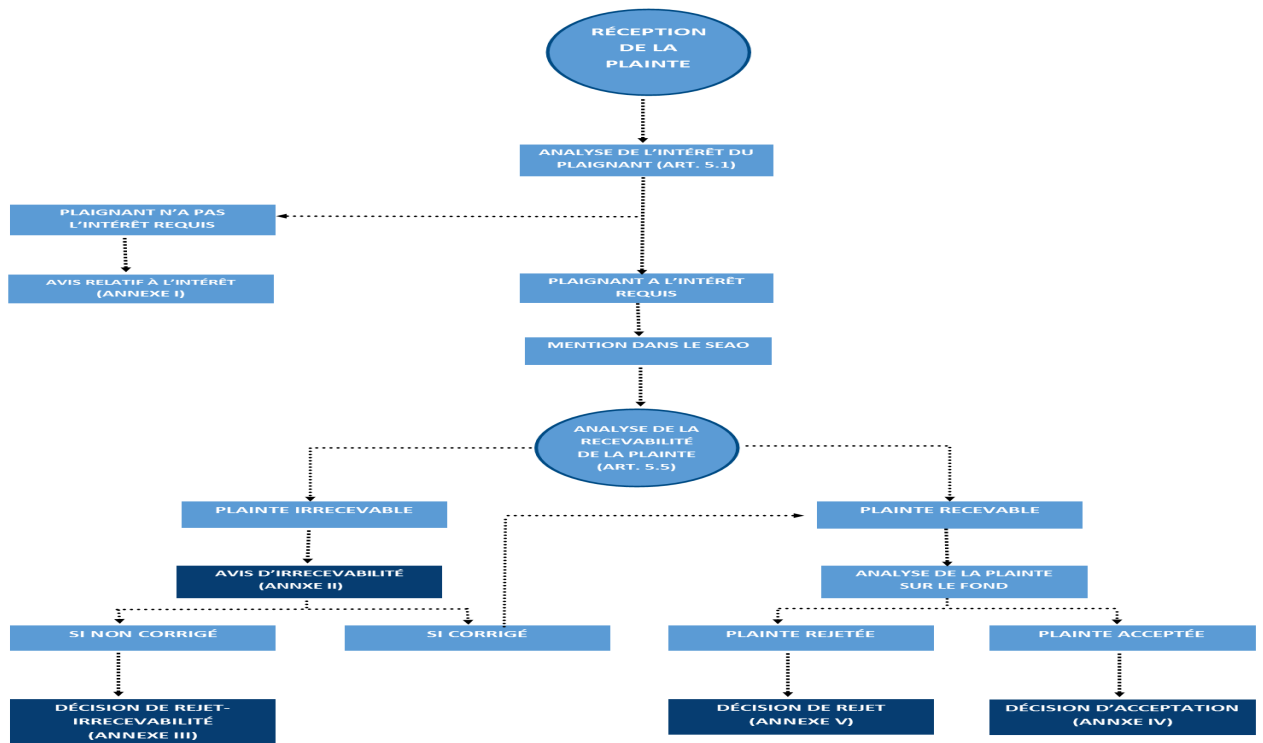 RÉCEPTION
DE LA
PLAINTE
ANALYSE DE L'INTÉRÊT DU
PLAIGNANT (ART. 5.1)
PLAIGNANT N'A PAS
L'INTÉRÊT REQUIS
AVIS RELATIF À L'INTÉRÊT
(ANNEXE I)
PLAIGNANT A L'INTÉRÊT
REQUIS
MENTION DANS LE SEAO
ANALYSE DE LA
RECEVABILITÉ
DE LA PLAINTE
(ART. 5.5)
PLAINTE IRRECEVABLE
PLAINTE RECEVABLE
AVIS D'IRRECEVABILITÉ
(ANNXE II)
ANALYSE DE LA PLAINTE
SUR LE FOND
SI NON CORRIGÉ
SI CORRIGÉ
PLAINTE REJETÉE
PLAINTE ACCEPTÉE
DÉCISION DE REJET-
IRRECEVABILITÉ
(ANNEXE III)
DÉCISION DE REJET
(ANNEXE V)
DÉCISION D'ACCEPTATION
(ANNXE IV)